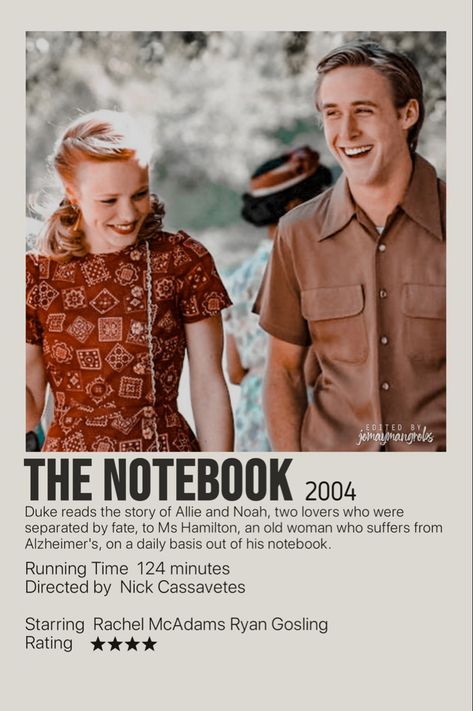 EDITED BY
jomaymangrobs
THE NOTEBOOK 2004
Duke reads the story of Allie and Noah, two lovers who were
separated by fate, to Ms Hamilton, an old woman who suffers from
Alzheimer's, on a daily basis out of his notebook.
Running Time 124 minutes
Directed by Nick Cassavetes
Starring Rachel McAdams Ryan Gosling
Rating ★★★★